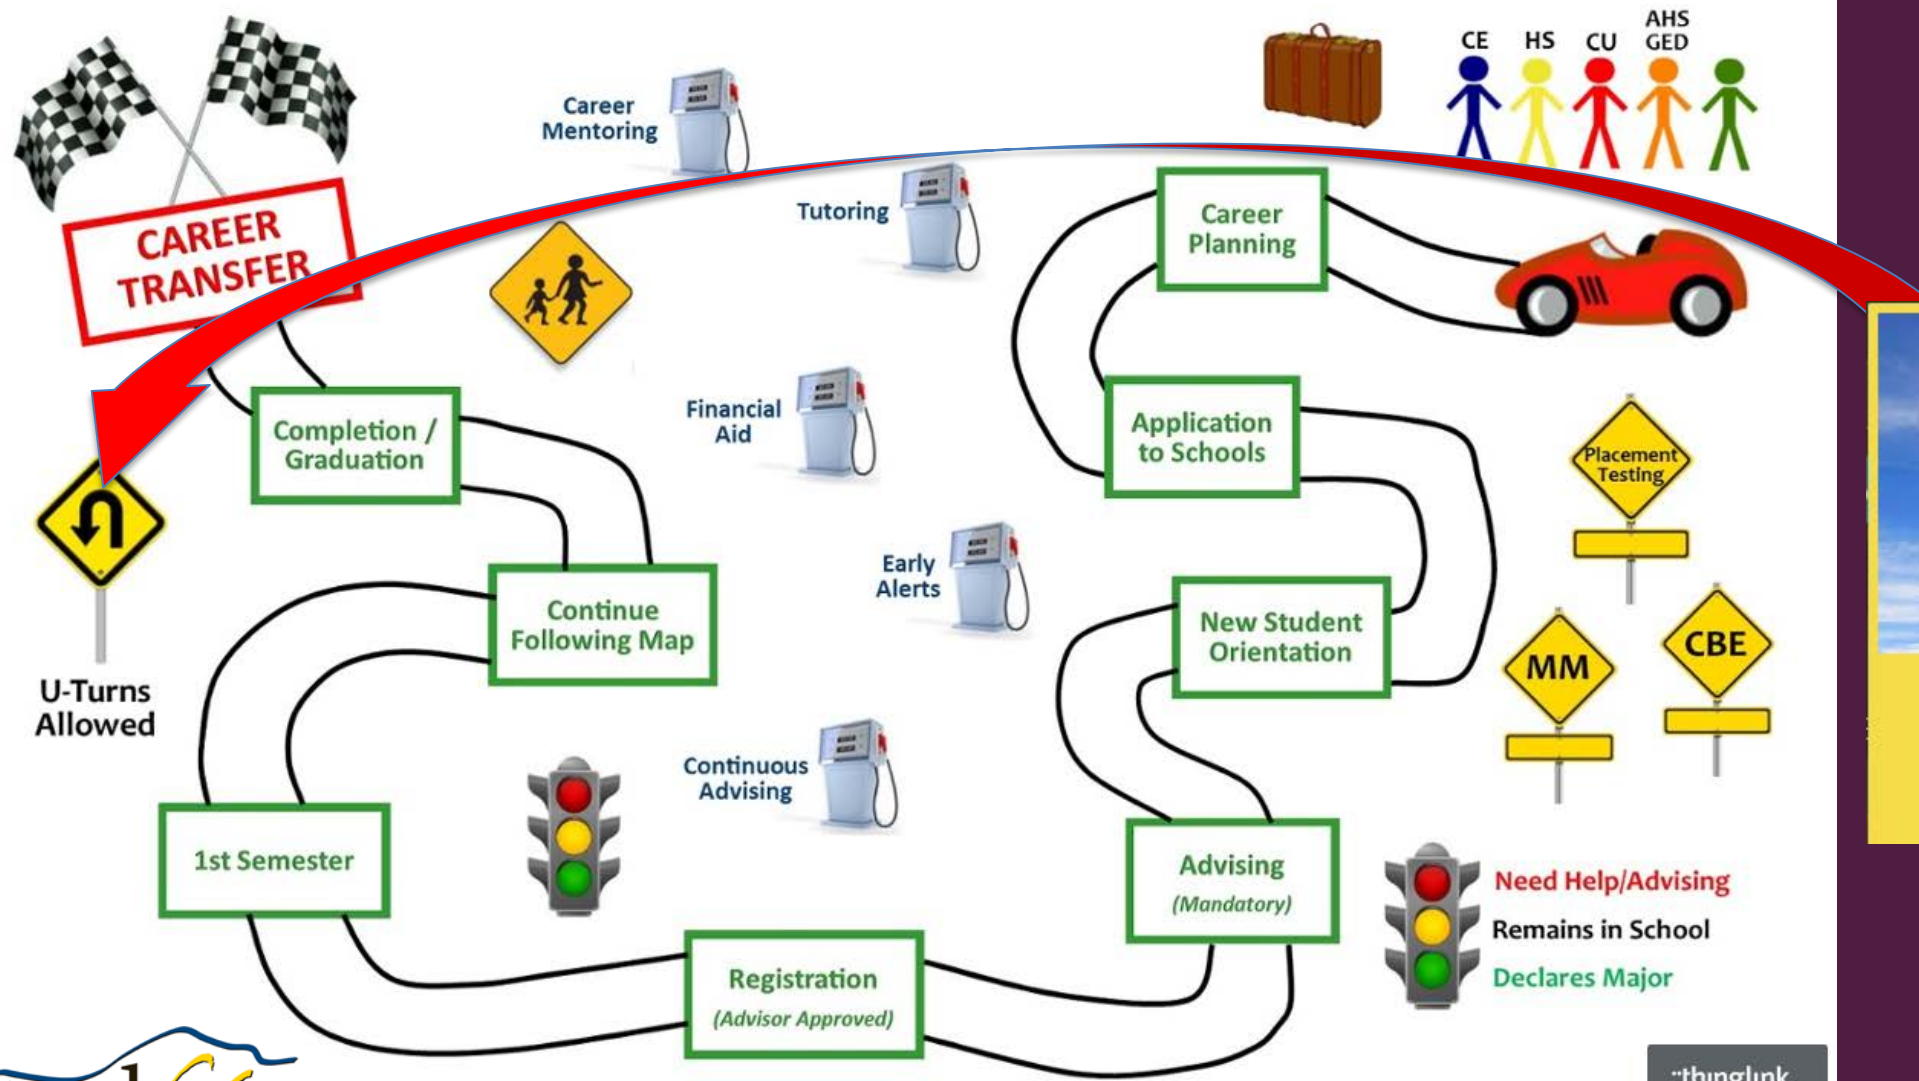 AHS
CE HS CU GED
Career
Mentoring
Tutoring
CAREER
TRANSFER
Career
Planning
Financial
Aid
Application
to Schools
Completion /
Graduation
Placement
Testing
Early
Alerts
Continue
Following Map
New Student
Orientation
MM
CBE
U-Turns
Allowed
Continuous
Advising
1st Semester
Advising
(Mandatory)
Need Help/Advising
Remains in School
Declares Major
Registration
(Advisor Approved)
thinglink